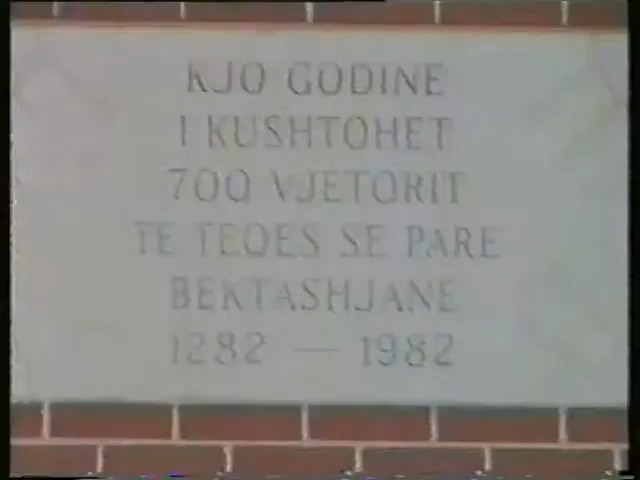 KJO GODINE
I KUSHTOHET
700 VJETORIT
TE TEQES SE PARE
BEKTASHJANE
1282 — 1982